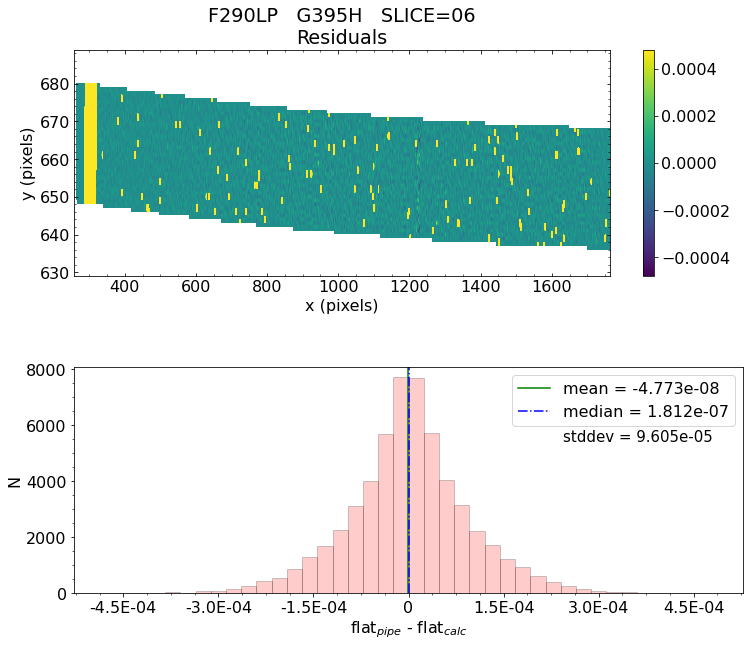 F290LP G395H SLICE=06
Residuals
680
670
660
650
640
630
y (pixels)
400 600 800 1000 1200 1400 1600
x (pixels)
0.0004
0.0002
0.0000
−0.0002
−0.0004
8000
6000
4000
2000
0
N
mean = -4.773e-08
median = 1.812e-07
stddev = 9.605e-05
-4.5E-04 -3.0E-04 -1.5E-04 0 1.5E-04 3.0E-04 4.5E-04
flat_pipe - flat_calc